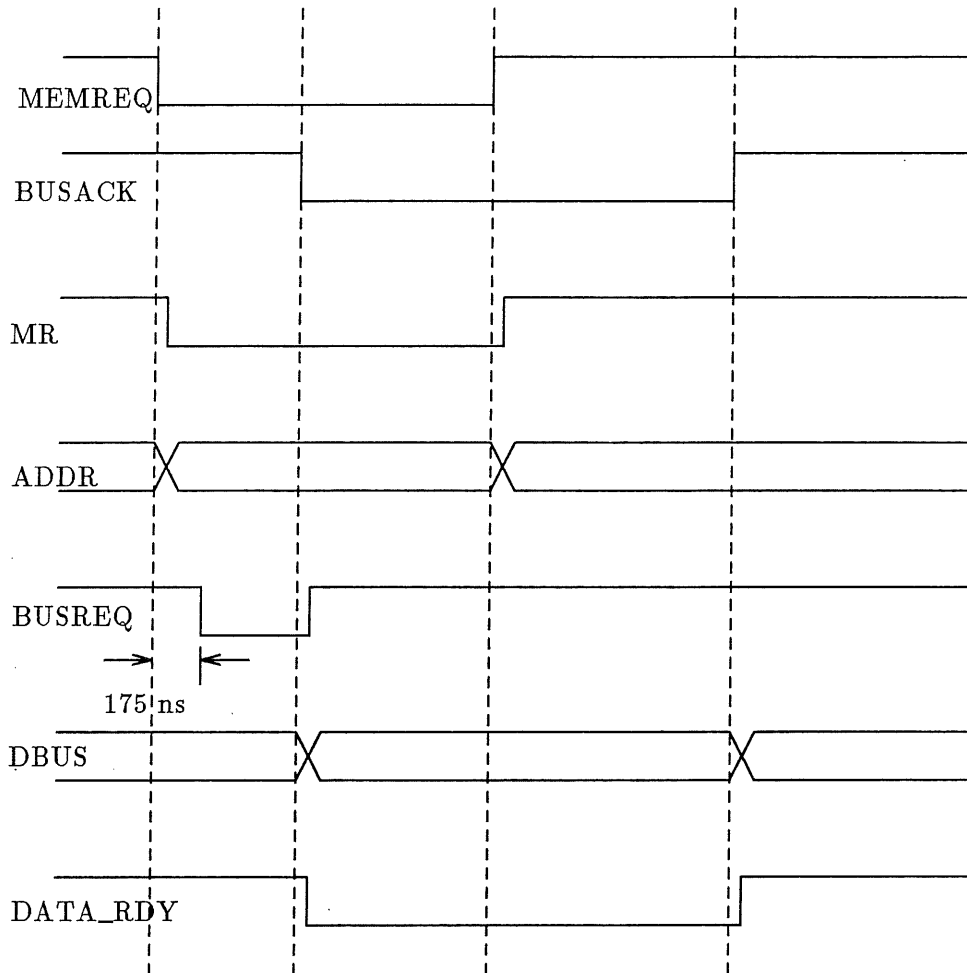 MEMREQ
BUSACK
MR
ADDR
BUSREQ
175 ns
DBUS
DATA_RDY